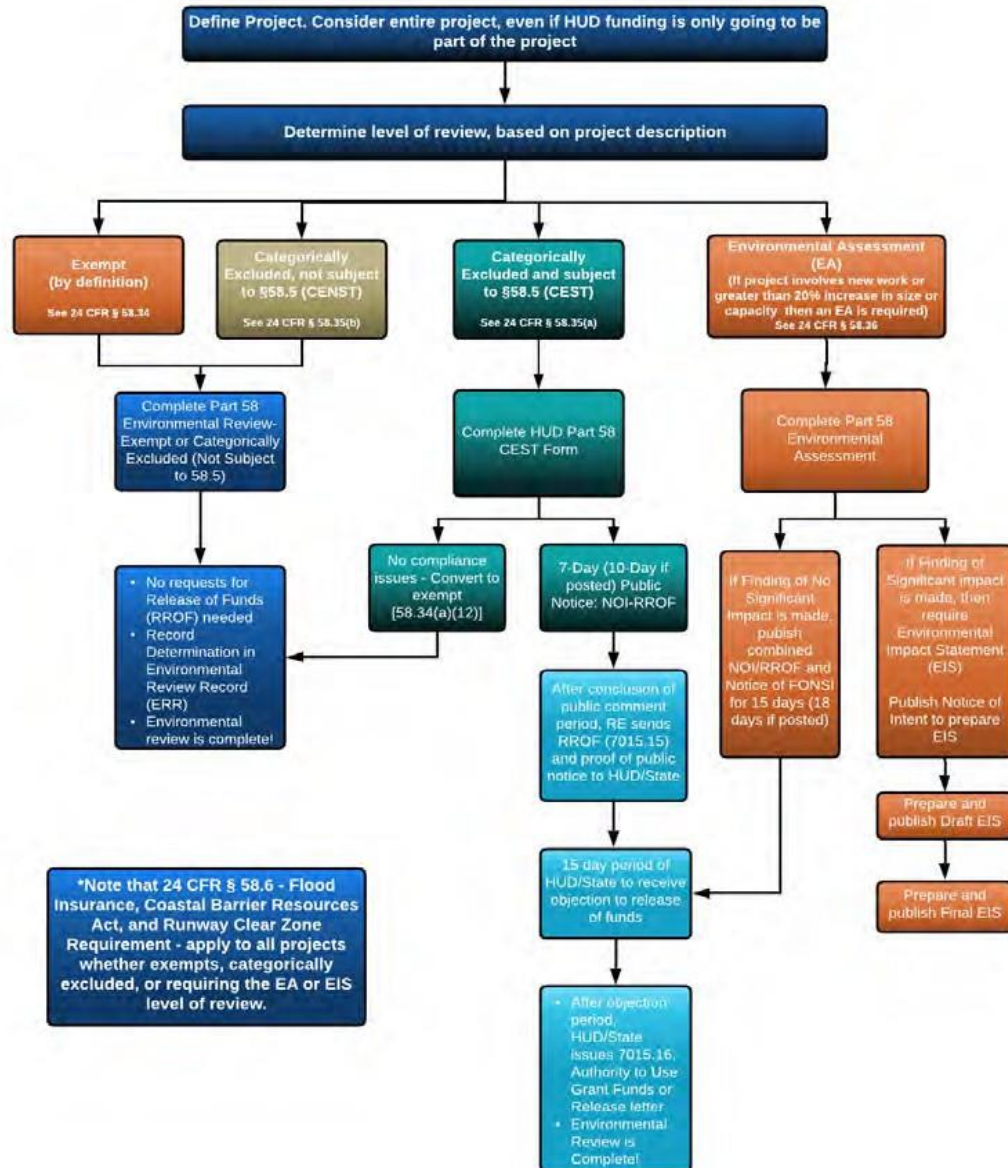 Define Project. Consider entire project, even if HUD funding is only going to be
part of the project
Determine level of review, based on project description
Exempt
(by definition)
See 24 CFR § 58.34
Categorically
Excluded, not subject
to §58.5 (CENST)
See 24 CFR § 58.35(b)
Categorically
Excluded and subject
to §58.5 (CEST)
See 24 CFR § 58.35(a)
Environmental Assessment
(EA)
(If project involves new work or
greater than 20% increase in size or
capacity then an EA is required)
See 24 CFR § 58.36
Complete Part 58
Environmental Review-
Exempt or Categorically
Excluded (Not Subject
to 58.5)
Complete HUD Part 58
CEST Form
Complete Part 58
Environmental
Assessment
• No requests for
Release of Funds
(RROF) needed
• Record
Determination in
Environmental
Review Record
(ERR)
• Environmental
review is complete!
No compliance
issues - Convert to
exempt
[58.34(a)(12)]
7-Day (10-Day if
posted) Public
Notice: NOI-RROF
If Finding of No
Significant
Impact is made,
publish
combined
NOI/RROF and
Notice of FONSI
for 15 days (18
days if posted)
If Finding of
Significant impact
is made, then
require
Environmental
Impact Statement
(EIS)
Publish Notice of
Intent to prepare
EIS
After conclusion of
public comment
period, RE sends
RROF (7015.15)
and proof of public
notice to HUD/State
Prepare and
publish Draft EIS
15 day period of
HUD/State to receive
objection to release
of funds
Prepare and
publish Final EIS
*Note that 24 CFR § 58.6 - Flood
Insurance, Coastal Barrier Resources
Act, and Runway Clear Zone
Requirement - apply to all projects
whether exempts, categorically
excluded, or requiring the EA or EIS
level of review.
• After objection
period,
HUD/State
issues 7015.16,
Authority to Use
Grant Funds or
Release letter
• Environmental
Review is
Complete!